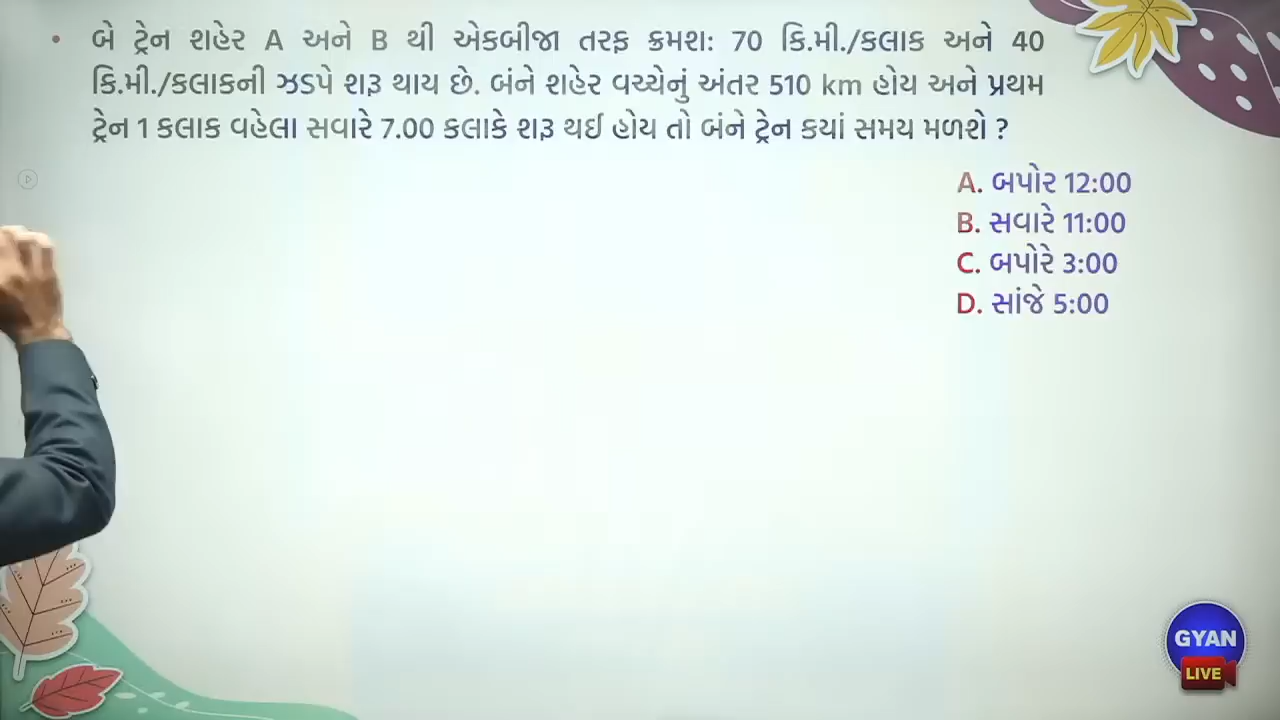 • બે ટ્રેન શહેર A અને B થી એકબીજા તરફ ક્રમશ: 70 કિ.મી./કલાક અને 40
કિ.મી./કલાકની ઝડપે શરૂ થાય છે. બંને શહેર વચ્ચેનું અંતર 510 km હોય અને પ્રથમ
ટ્રેન 1 કલાક વહેલા સવારે 7.00 કલાકે શરૂ થઈ હોય તો બંને ટ્રેન કયાં સમય મળશે ?
A. બપોર 12:00
B. સવારે 11:00
C. બપોરે 3:00
D. સાંજે 5:00
GYAN
LIVE